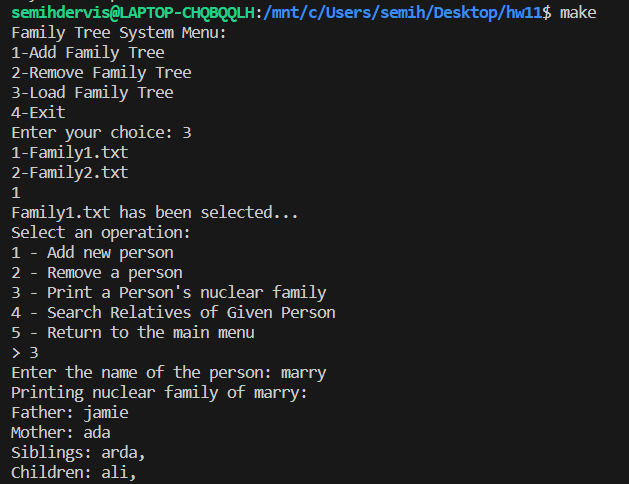 semihdervis@LAPTOP-CHQBQQLH:/mnt/c/Users/semih/Desktop/hw11$ make
Family Tree System Menu:
1-Add Family Tree
2-Remove Family Tree
3-Load Family Tree
4-Exit
Enter your choice: 3
1-Family1.txt
2-Family2.txt
1
Family1.txt has been selected...
Select an operation:
1 - Add new person
2 - Remove a person
3 - Print a Person's nuclear family
4 - Search Relatives of Given Person
5 - Return to the main menu
> 3
Enter the name of the person: marry
Printing nuclear family of marry:
Father: jamie
Mother: ada
Siblings: arda,
Children: ali,